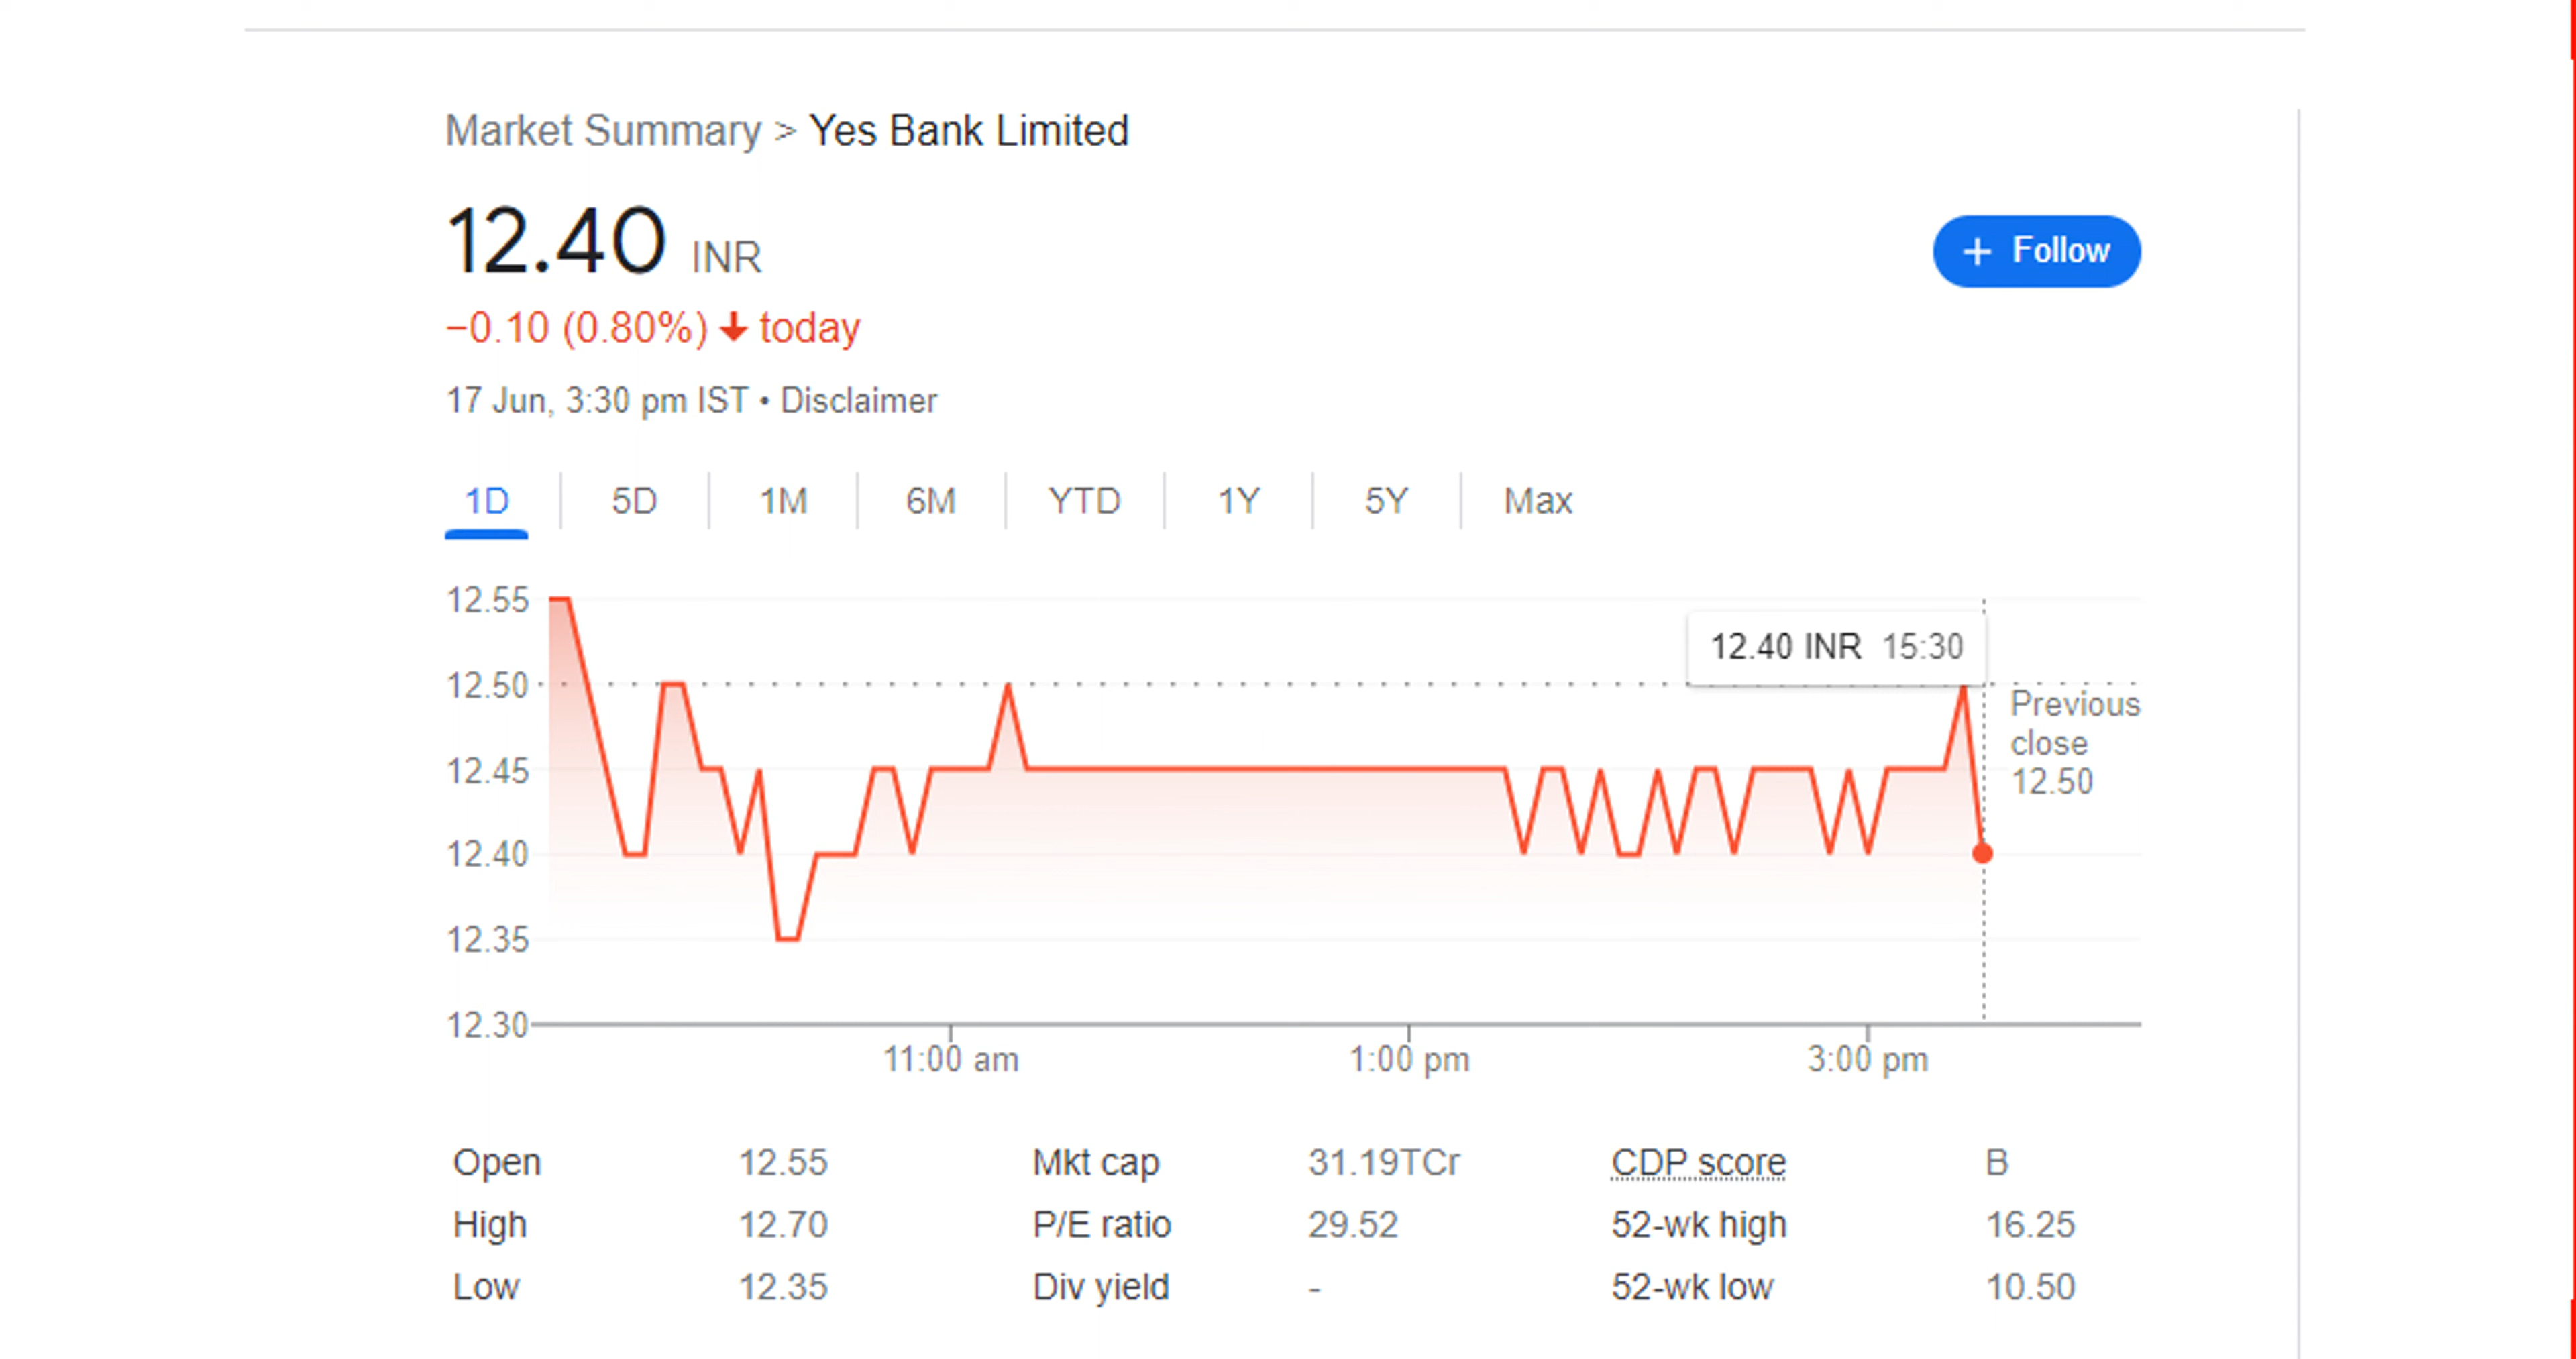 Market Summary > Yes Bank Limited
12.40 INR
+ Follow
−0.10 (0.80%) ↓ today
17 Jun, 3:30 pm IST • Disclaimer
1D 5D 1M 6M YTD 1Y 5Y Max
12.55
12.40 INR 15:30
12.50
Previous
close
12.50
12.45
12.40
12.35
12.30
11:00 am 1:00 pm 3:00 pm
Open 12.55 Mkt cap 31.19TCr CDP score B
High 12.70 P/E ratio 29.52 52-wk high 16.25
Low 12.35 Div yield - 52-wk low 10.50